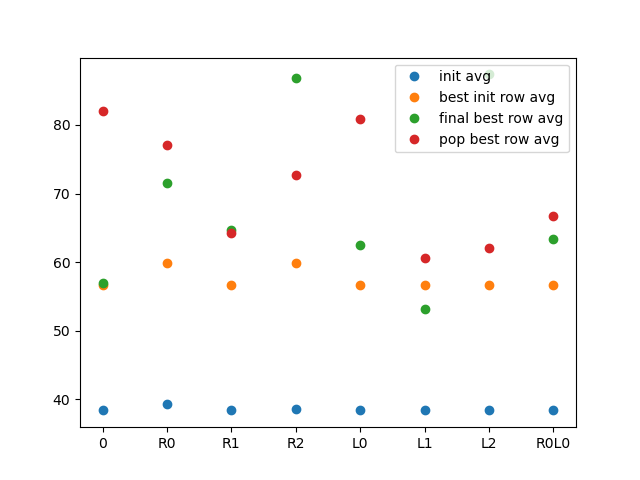 init avg
best init row avg
final best row avg
pop best row avg
80
70
60
50
40
0 R0 R1 R2 L0 L1 L2 R0L0